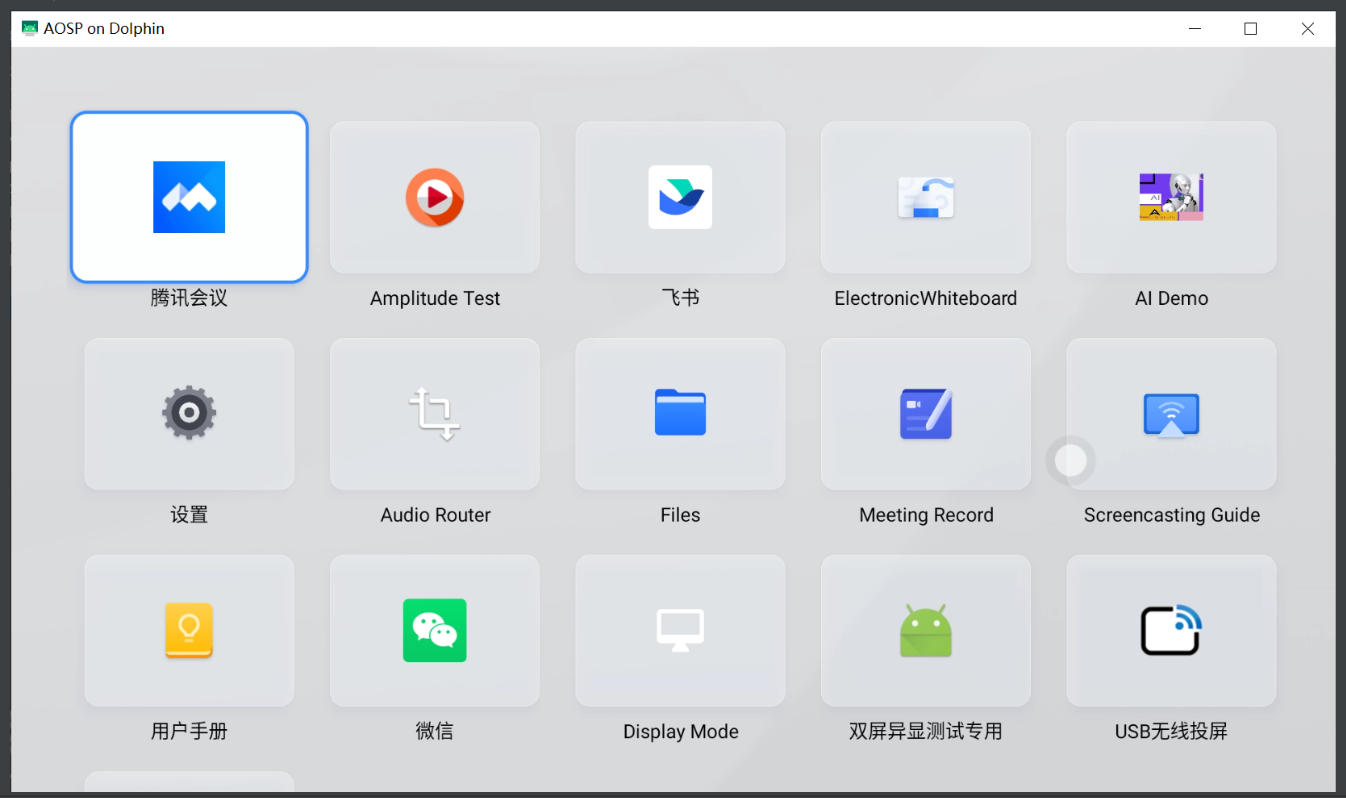 AOSP on Dolphin
腾讯会议
Amplitude Test
飞书
ElectronicWhiteboard
AI Demo
设置
Audio Router
Files
Meeting Record
Screencasting Guide
用户手册
微信
Display Mode
双屏异显测试专用
USB无线投屏